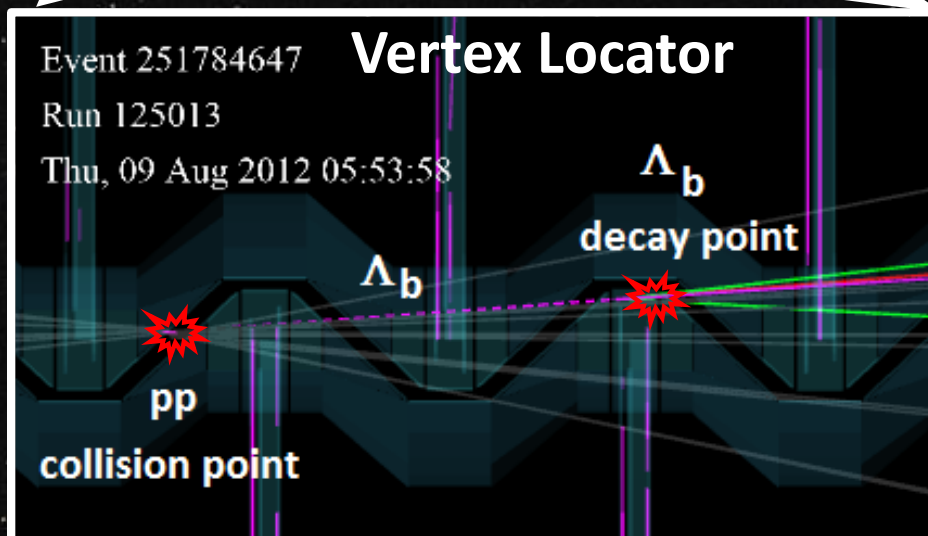 Event 251784647
Vertex Locator
Run 125013
Thu, 09 Aug 2012 05:53:58
Λb
decay point
Λb
pp
collision point